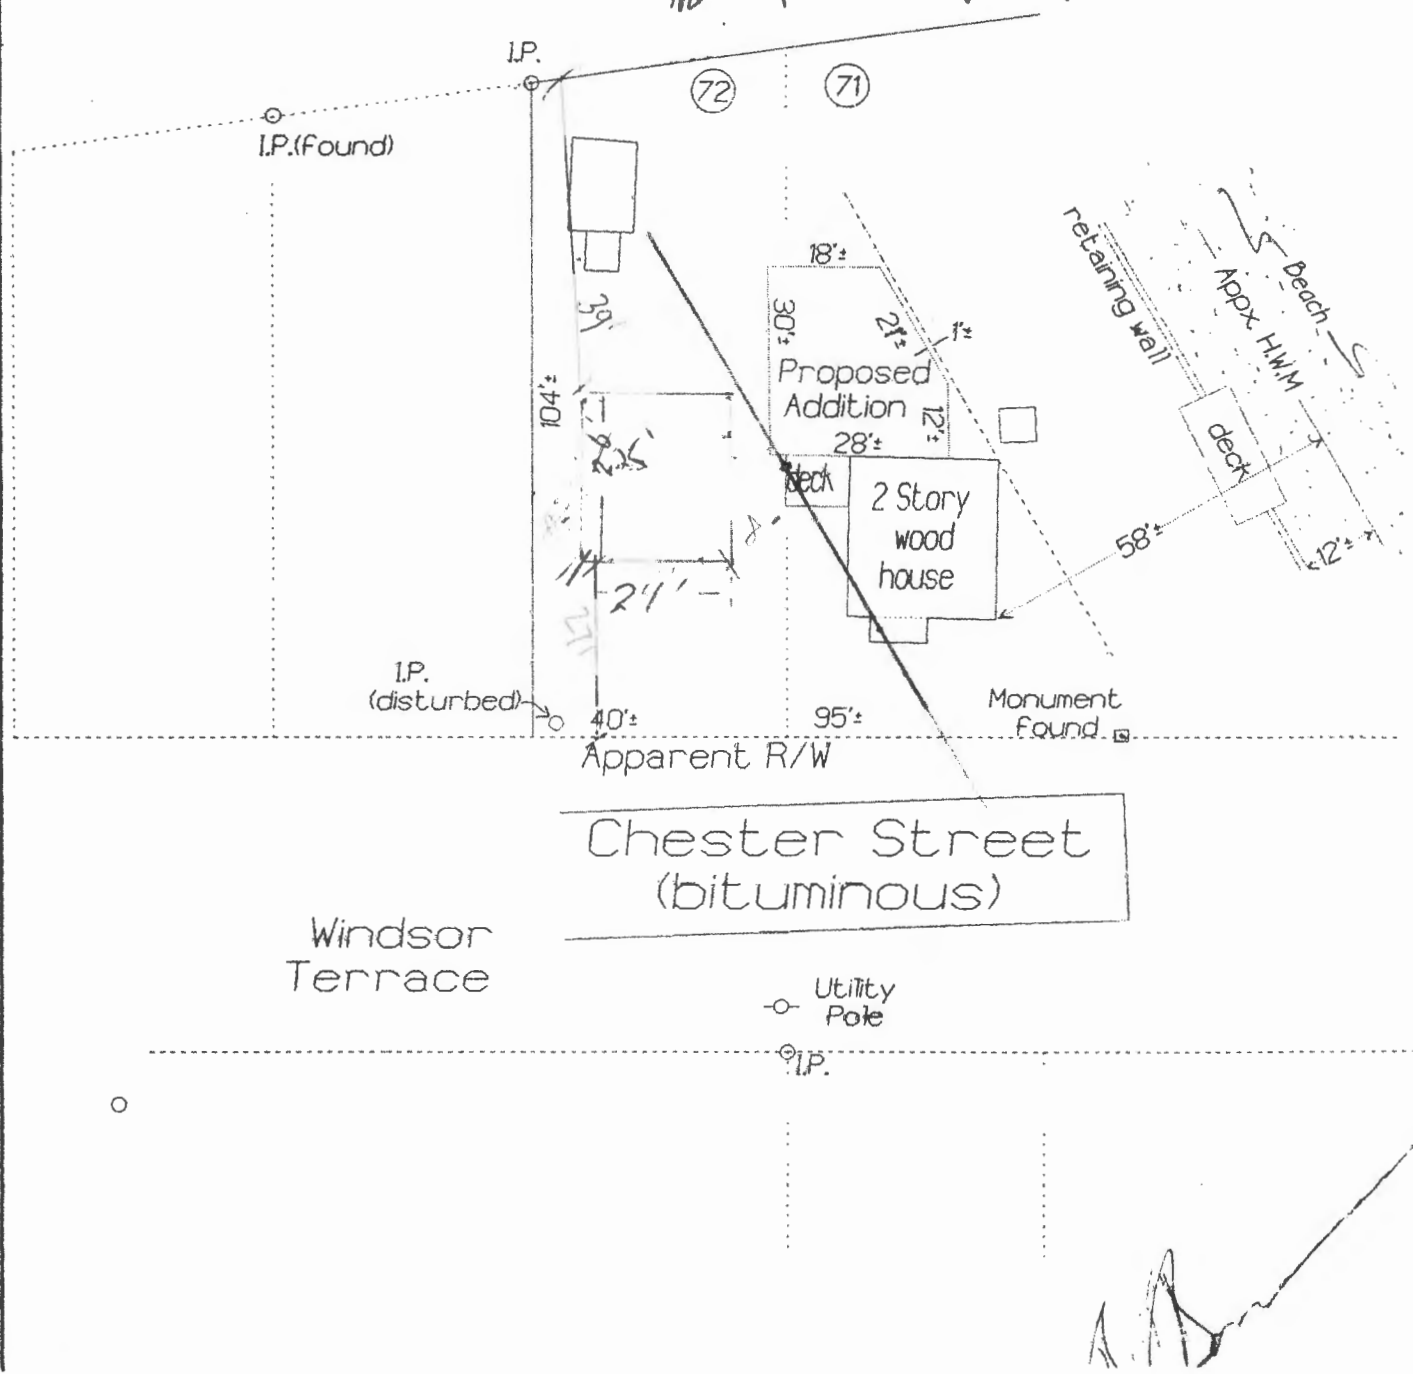 I.P.
72
71
I.P.(Found)
18'±
30'±
21'±
1'±
Proposed
Addition
12'±
28'±
retaining wall
Beach
Appx. H.W.M
deck
58'±
12'±
39'
104'±
deck
2 Story
wood
house
8'
24'
I.P.
(disturbed)
40'±
95'±
Monument
Found
Apparent R/W
Chester Street
(bituminous)
Windsor
Terrace
Utility
Pole
I.P.